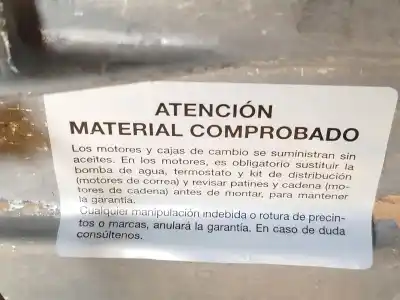 ATENCIÓN
MATERIAL COMPROBADO
Los motores y cajas de cambio se suministran sin
aceites. En los motores, es obligatorio sustituir la
bomba de agua, termostato y kit de distribución
(motores de correa) y revisar patines y cadena (mo-
tores de cadena) antes de montar, para mantener
la garantía.
Cualquier manipulación indebida o rotura de precin-
tos o marcas, anulará la garantía. En caso de duda
consúltenos.